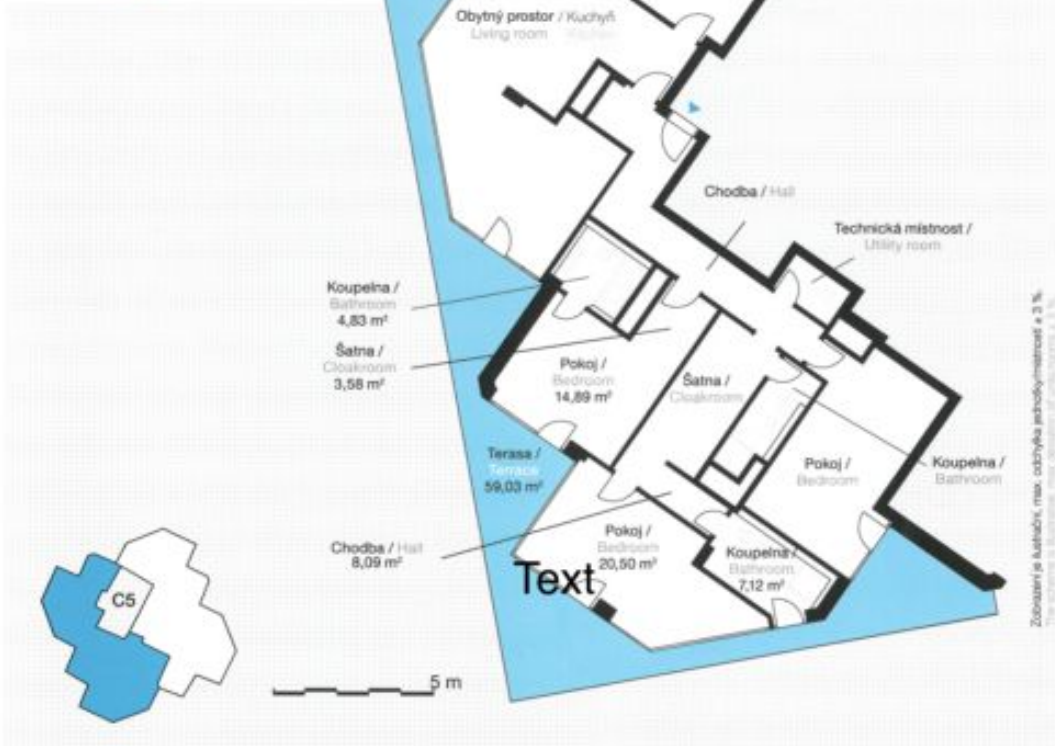 Obytný prostor / Kuchyň
Living room Kitchen
Chodba / Hall
Technická místnost /
Utility room
Koupelna /
Bathroom
4,83 m²
Šatna /
Cloakroom
3,58 m²
Pokoj /
Bedroom
14,89 m²
Šatna /
Cloakroom
Terasa /
Terrace
59,03 m²
Pokoj /
Bedroom
Koupelna /
Bathroom
Chodba / Hall
8,09 m²
Pokoj /
Bedroom
20,50 m²
Koupelna /
Bathroom
7,12 m²
Text
C5
5 m
Zobrazení je ilustrační, max. odchylka jednotky/místností ± 3 %.